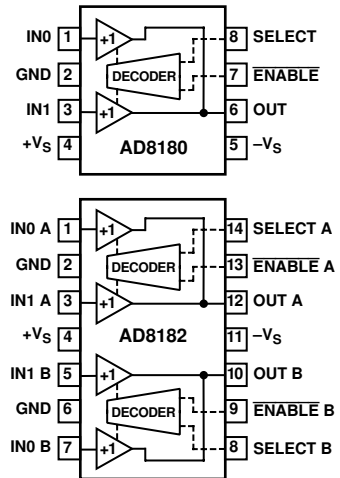 IN0 1 +1 8 SELECT
GND 2 DECODER 7 ENABLE
IN1 3 +1 6 OUT
+VS 4 AD8180 5 –VS
IN0 A 1 +1 14 SELECT A
GND 2 DECODER 13 ENABLE A
IN1 A 3 +1 12 OUT A
+VS 4 AD8182 11 –VS
IN1 B 5 +1 10 OUT B
GND 6 DECODER 9 ENABLE B
IN0 B 7 +1 8 SELECT B